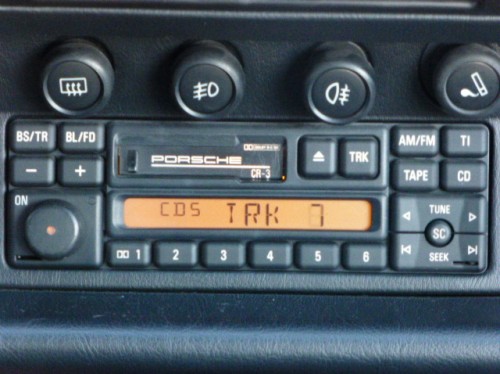 BS/TR BL/FD
PORSCHE
CR-3
TRK
AM/FM TI
TAPE CD
ON
CD5 TRK 7
TUNE
SC
SEEK
1 2 3 4 5 6